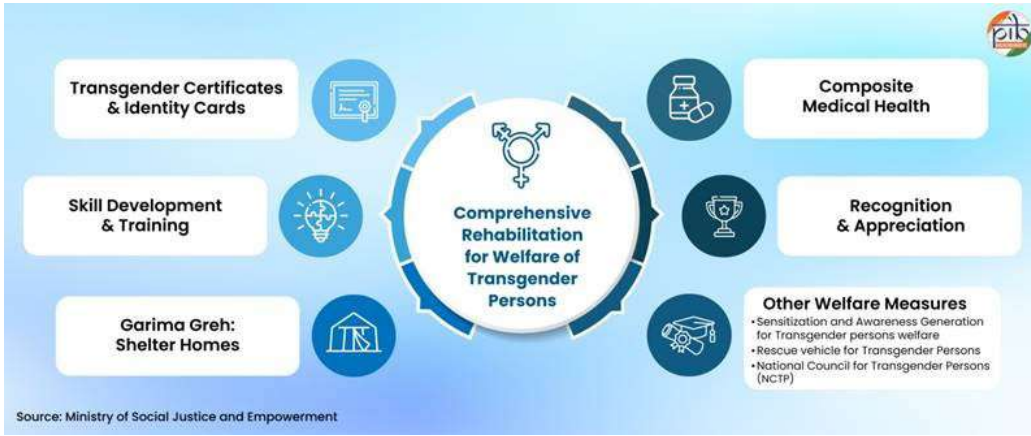 pib
Transgender Certificates
& Identity Cards
Skill Development
& Training
Garima Greh:
Shelter Homes
Comprehensive
Rehabilitation
for Welfare of
Transgender
Persons
Composite
Medical Health
Recognition
& Appreciation
Other Welfare Measures
•Sensitization and Awareness Generation
for Transgender persons welfare
•Rescue vehicle for Transgender Persons
•National Council for Transgender Persons
(NCTP)
Source: Ministry of Social Justice and Empowerment